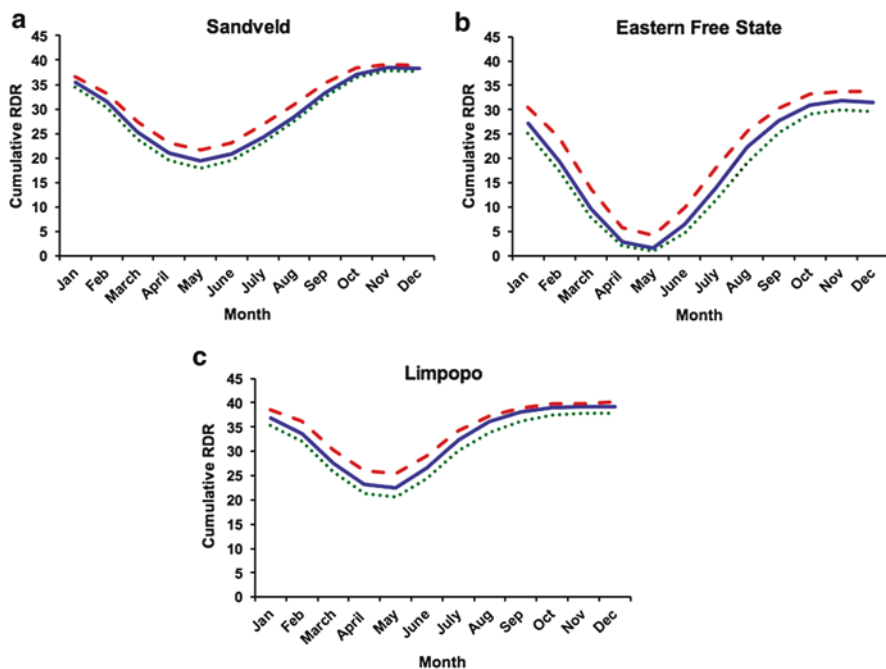 a
Sandveld
45
40
35
30
25
20
15
10
5
0
Cumulative RDR
Jan
Feb
March
April
May
June
July
Aug
Sep
Oct
Nov
Dec
Month
b
Eastern Free State
45
40
35
30
25
20
15
10
5
0
Cumulative RDR
Jan
Feb
March
April
May
June
July
Aug
Sep
Oct
Nov
Dec
Month
c
Limpopo
45
40
35
30
25
20
15
10
5
0
Cumulative RDR
Jan
Feb
March
April
May
June
July
Aug
Sep
Oct
Nov
Dec
Month